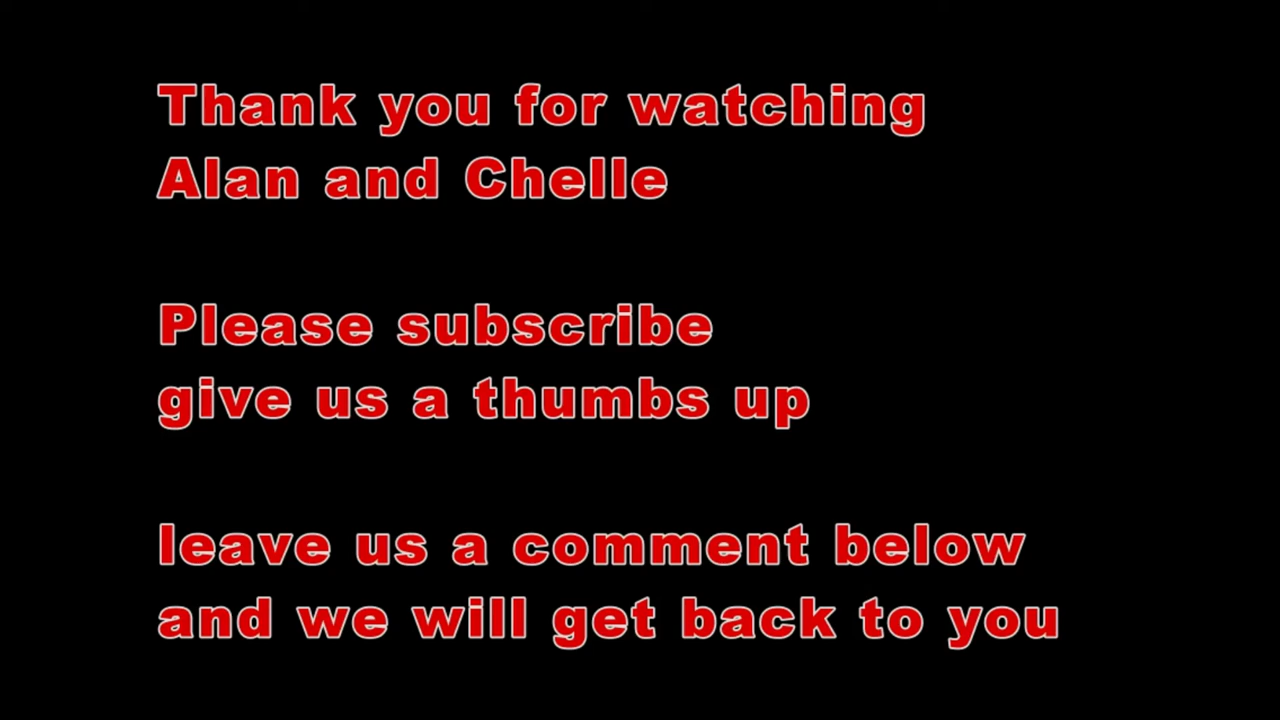 Thank you for watching
Alan and Chelle
Please subscribe
give us a thumbs up
leave us a comment below
and we will get back to you